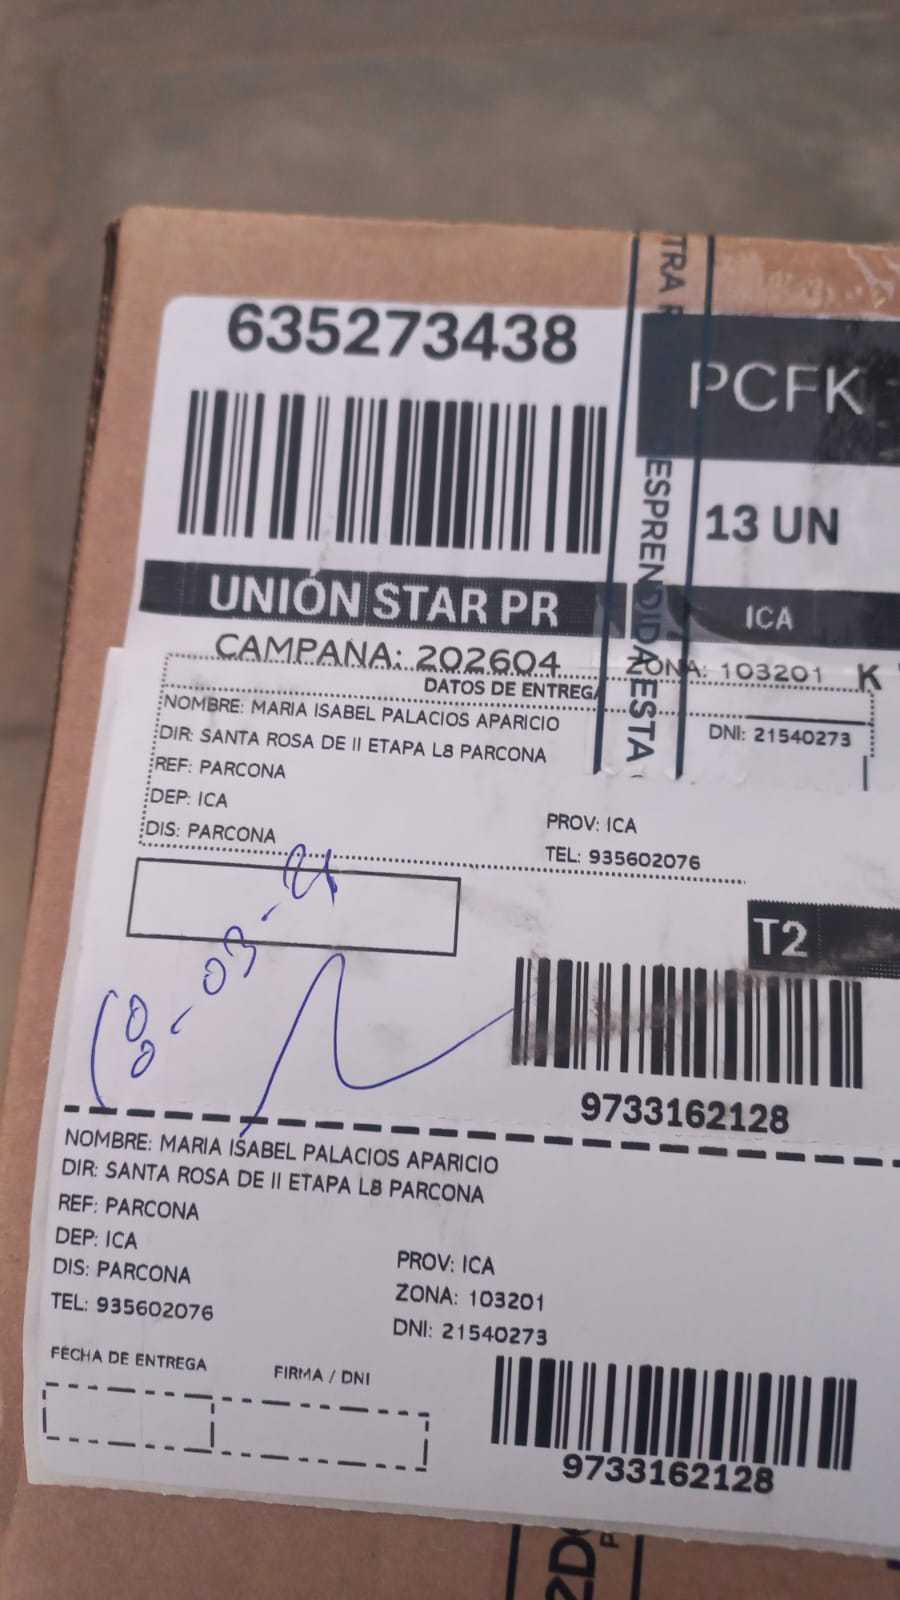 635273438
PCFK
13 UN
UNIÓN STAR PR
ICA
CAMPAÑA: 202604
ZONA: 103201 K
DATOS DE ENTREGA
NOMBRE: MARIA ISABEL PALACIOS APARICIO
DNI: 21540273
DIR: SANTA ROSA DE II ETAPA L8 PARCONA
REF: PARCONA
DEP: ICA
PROV: ICA
DIS: PARCONA
TEL: 935602076
ESPRENDIDA ESTA
T2
9733162128
NOMBRE: MARIA ISABEL PALACIOS APARICIO
DIR: SANTA ROSA DE II ETAPA L8 PARCONA
REF: PARCONA
DEP: ICA
PROV: ICA
DIS: PARCONA
ZONA: 103201
TEL: 935602076
DNI: 21540273
FECHA DE ENTREGA
FIRMA / DNI
9733162128